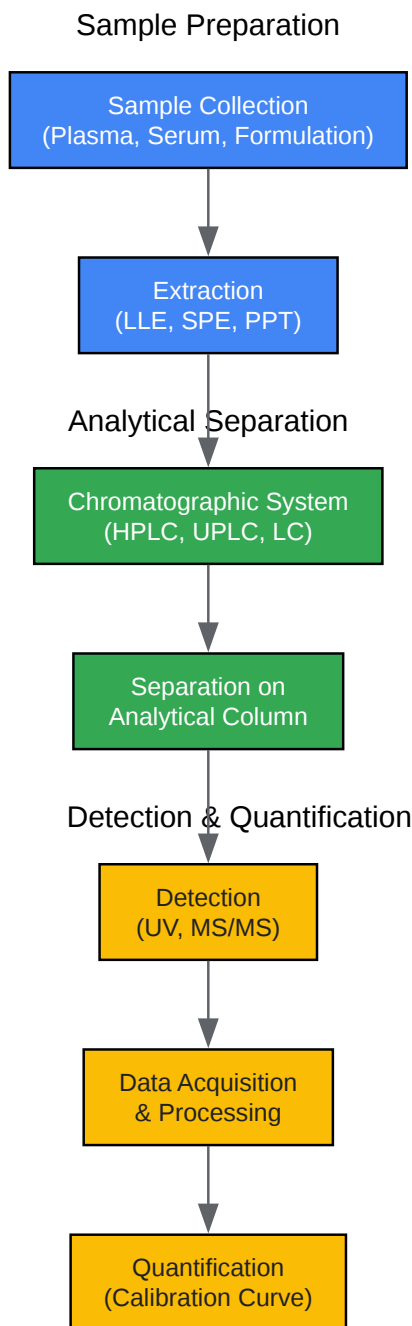 Sample Preparation
Sample Collection
(Plasma, Serum, Formulation)
Extraction
(LLE, SPE, PPT)
Analytical Separation
Chromatographic System
(HPLC, UPLC, LC)
Separation on
Analytical Column
Detection & Quantification
Detection
(UV, MS/MS)
Data Acquisition
& Processing
Quantification
(Calibration Curve)